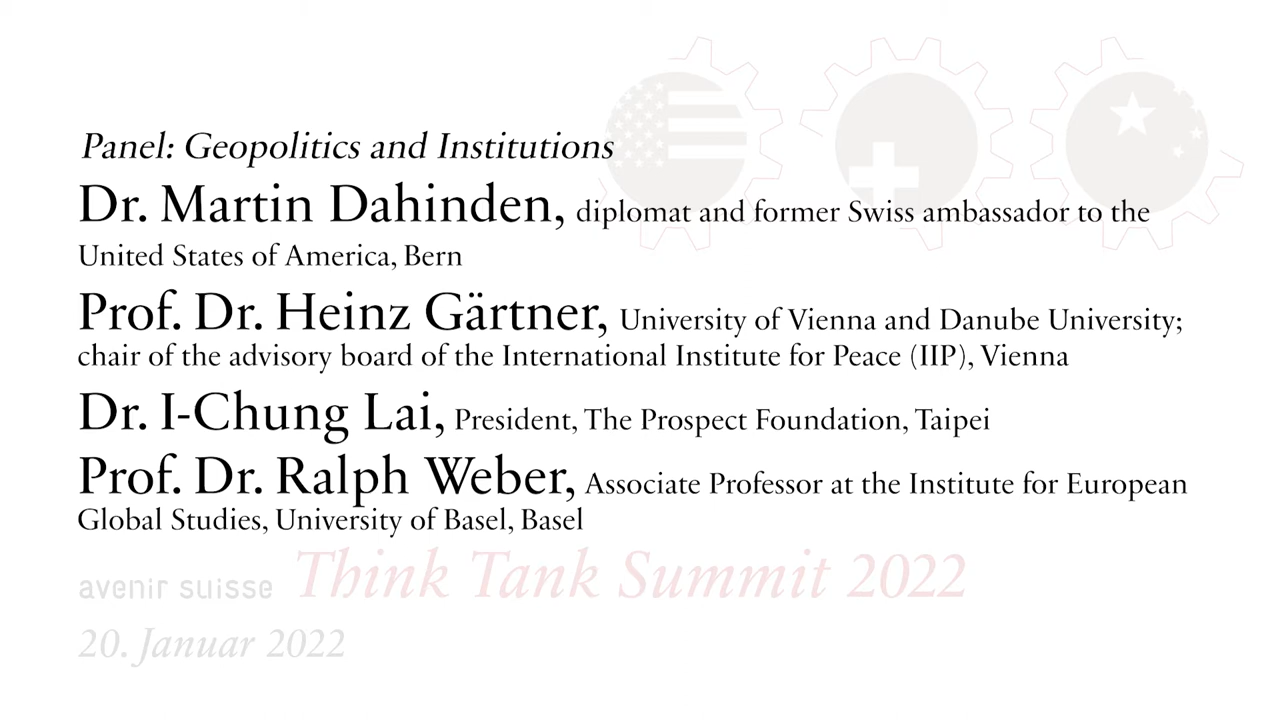 Panel: Geopolitics and Institutions
Dr. Martin Dahinden, diplomat and former Swiss ambassador to the
United States of America, Bern
Prof. Dr. Heinz Gärtner, University of Vienna and Danube University;
chair of the advisory board of the International Institute for Peace (IIP), Vienna
Dr. I-Chung Lai, President, The Prospect Foundation, Taipei
Prof. Dr. Ralph Weber, Associate Professor at the Institute for European
Global Studies, University of Basel, Basel
avenir suisse Think Tank Summit 2022
20. Januar 2022